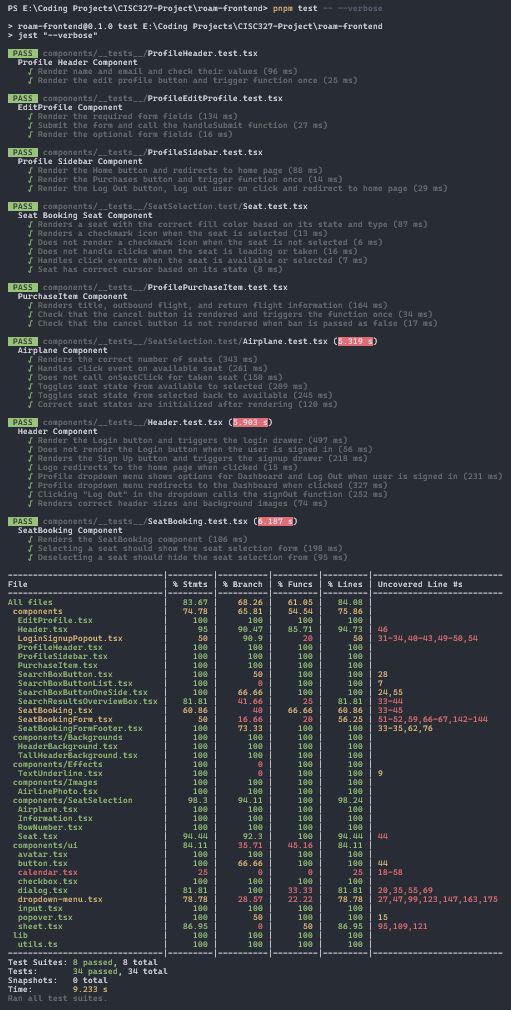 PS E:\Coding Projects\CISC327-Project\roam-frontend> pnpm test -- --verbose
> roam-frontend@0.1.0 test E:\Coding Projects\CISC327-Project\roam-frontend
> jest "--verbose"
PASS components/__tests__/ProfileHeader.test.tsx
Profile Header Component
√ Render name and email and check their values (96 ms)
√ Render the edit profile button and trigger function once (25 ms)
PASS components/__tests__/ProfileEditProfile.test.tsx
EditProfile Component
√ Render the required form fields (134 ms)
√ Submit the form and call the handleSubmit function (27 ms)
√ Render the optional form fields (16 ms)
PASS components/__tests__/ProfileSidebar.test.tsx
Profile Sidebar Component
√ Render the Home button and redirects to home page (88 ms)
√ Render the Purchases button and trigger function once (14 ms)
√ Render the Log Out button, log out user on click and redirect to home page (29 ms)
PASS components/__tests__/SeatSelection.test/Seat.test.tsx
Seat Booking Seat Component
√ Renders a seat with the correct fill color based on its state and type (87 ms)
√ Renders a checkmark icon when the seat is selected (13 ms)
√ Does not render a checkmark icon when the seat is not selected (6 ms)
√ Does not handle clicks when the seat is loading or taken (16 ms)
√ Handles click events when the seat is available or selected (7 ms)
√ Seat has correct cursor based on its state (8 ms)
PASS components/__tests__/ProfilePurchaseItem.test.tsx
PurchaseItem Component
√ Renders title, outbound flight, and return flight information (164 ms)
√ Check that the cancel button is rendered and triggers the function once (34 ms)
√ Check that the cancel button is not rendered when ban is passed as false (17 ms)
PASS components/__tests__/SeatSelection.test/Airplane.test.tsx (5.319 s)
Airplane Component
√ Renders the correct number of seats (343 ms)
√ Handles click event on available seat (261 ms)
√ Does not call onSeatClick for taken seat (158 ms)
√ Toggles seat state from available to selected (209 ms)
√ Toggles seat state from selected back to available (245 ms)
√ Correct seat states are initialized after rendering (120 ms)
PASS components/__tests__/Header.test.tsx (5.903 s)
Header Component
√ Render the Login button and triggers the login drawer (497 ms)
√ Does not render the Login button when the user is signed in (56 ms)
√ Renders the Sign Up button and triggers the signup drawer (218 ms)
√ Logo redirects to the home page when clicked (15 ms)
√ Profile dropdown menu shows options for Dashboard and Log Out when user is signed in (231 ms)
√ Profile dropdown menu redirects to the Dashboard when clicked (327 ms)
√ Clicking "Log Out" in the dropdown calls the signOut function (252 ms)
√ Renders correct header sizes and background images (74 ms)
PASS components/__tests__/SeatBooking.test.tsx (6.187 s)
SeatBooking Component
√ Renders the SeatBooking component (106 ms)
√ Selecting a seat should show the seat selection form (198 ms)
√ Deselecting a seat should hide the seat selection from (95 ms)
File | % Stmts | % Branch | % Funcs | % Lines | Uncovered Line #s
All files | 83.67 | 68.26 | 61.05 | 84.08 |
components | 74.78 | 65.81 | 54.54 | 75.86 |
EditProfile.tsx | 100 | 100 | 100 | 100 |
Header.tsx | 95 | 90.47 | 85.71 | 94.73 | 46
LoginSignupPopout.tsx | 50 | 90.9 | 20 | 50 | 31-34,40-43,49-50,54
ProfileHeader.tsx | 100 | 100 | 100 | 100 |
ProfileSidebar.tsx | 100 | 100 | 100 | 100 |
PurchaseItem.tsx | 100 | 100 | 100 | 100 |
SearchBoxButton.tsx | 100 | 50 | 100 | 100 | 28
SearchBoxButtonList.tsx | 100 | 0 | 100 | 100 | 7
SearchBoxButtonOneSide.tsx | 100 | 66.66 | 100 | 100 | 24,55
SearchResultsOverviewBox.tsx | 81.81 | 41.66 | 25 | 81.81 | 33-44
SeatBooking.tsx | 60.86 | 40 | 66.66 | 60.86 | 33-45
SeatBookingForm.tsx | 50 | 16.66 | 20 | 56.25 | 51-52,59,66-67,142-144
SeatBookingFormFooter.tsx | 100 | 73.33 | 100 | 100 | 33-35,62,76
components/Backgrounds | 100 | 100 | 100 | 100 |
HeaderBackground.tsx | 100 | 100 | 100 | 100 |
TallHeaderBackground.tsx | 100 | 100 | 100 | 100 |
components/Effects | 100 | 0 | 100 | 100 |
TextUnderline.tsx | 100 | 0 | 100 | 100 | 9
components/Images | 100 | 100 | 100 | 100 |
AirlinePhoto.tsx | 100 | 100 | 100 | 100 |
components/SeatSelection | 98.3 | 94.11 | 100 | 98.24 |
Airplane.tsx | 100 | 100 | 100 | 100 |
Information.tsx | 100 | 100 | 100 | 100 |
RowNumber.tsx | 100 | 100 | 100 | 100 |
Seat.tsx | 94.44 | 92.3 | 100 | 94.44 | 44
components/ui | 84.11 | 35.71 | 45.16 | 84.11 |
avatar.tsx | 100 | 100 | 100 | 100 |
button.tsx | 100 | 66.66 | 100 | 100 | 44
calendar.tsx | 25 | 0 | 0 | 25 | 18-58
checkbox.tsx | 100 | 100 | 100 | 100 |
dialog.tsx | 81.81 | 100 | 33.33 | 81.81 | 20,35,55,69
dropdown-menu.tsx | 78.78 | 28.57 | 22.22 | 78.78 | 27,47,99,123,147,163,175
input.tsx | 100 | 100 | 100 | 100 |
popover.tsx | 100 | 50 | 100 | 100 | 15
sheet.tsx | 86.95 | 0 | 50 | 86.95 | 95,109,121
lib | 100 | 100 | 100 | 100 |
utils.ts | 100 | 100 | 100 | 100 |
Test Suites: 8 passed, 8 total
Tests: 34 passed, 34 total
Snapshots: 0 total
Time: 9.233 s
Ran all test suites.